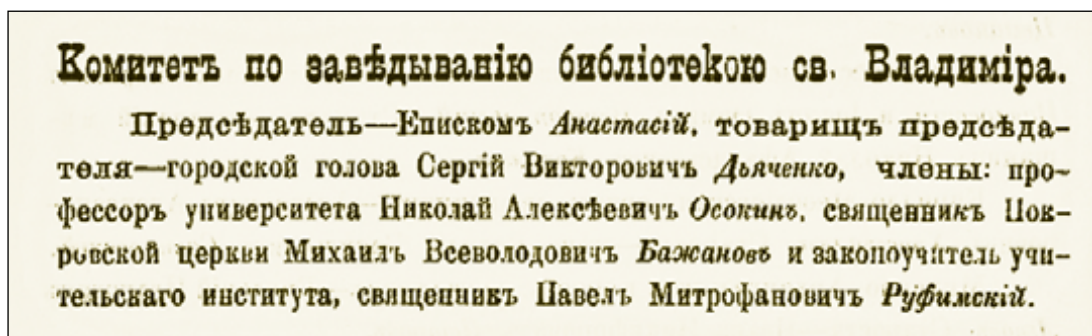 Комитетъ по завѣдыванію библіотекою св. Владиміра.
Предсѣдатель—Епископъ Анастасій, товарищъ предсѣда-
теля—городской голова Сергій Викторовичъ Дьяченко, члены: про-
фессоръ университета Николай Алексѣевичъ Осокинъ, священникъ Пок-
ровской церкви Михаилъ Всеволодовичъ Бажановъ и законоучитель учи-
тельскаго института, священникъ Павелъ Митрофановичъ Руфимскій.